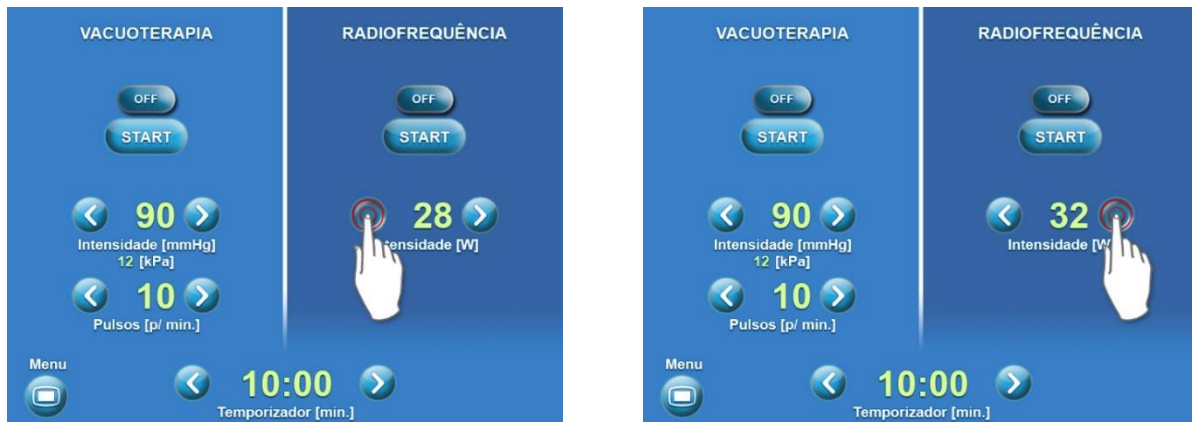 VACUOTERAPIA
OFF
START
90
Intensidade [mmHg]
12 [kPa]
10
Pulsos [p/ min.]
RADIOFREQUÊNCIA
OFF
START
28
tensidade [W]
Menu
10:00
Temporizador [min.]
VACUOTERAPIA
OFF
START
90
Intensidade [mmHg]
12 [kPa]
10
Pulsos [p/ min.]
RADIOFREQUÊNCIA
OFF
START
32
Intensidade [W
Menu
10:00
Temporizador [min.]